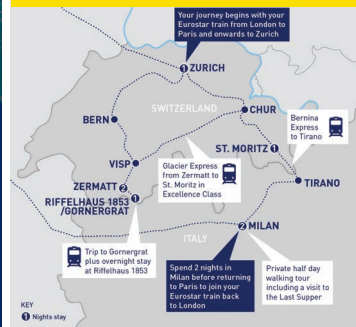 Your journey begins with your
Eurostar train from London to
Paris and onwards to Zurich
1 ZURICH
SWITZERLAND
CHUR
BERN
Bernina
Express
to Tirano
ST. MORITZ 1
VISP
Glacier Express
from Zermatt to
St. Moritz in
Excellence Class
ZERMATT
2
TIRANO
RIFFELHAUS 1853
/GORNERGRAT
1
2 MILAN
Trip to Gornergrat
plus overnight stay
at Riffelhaus 1853
ITALY
Spend 2 nights in
Milan before returning
to Paris to join your
Eurostar train back
to London
Private half day
walking tour
including a visit to
the Last Supper
KEY
1 Nights stay